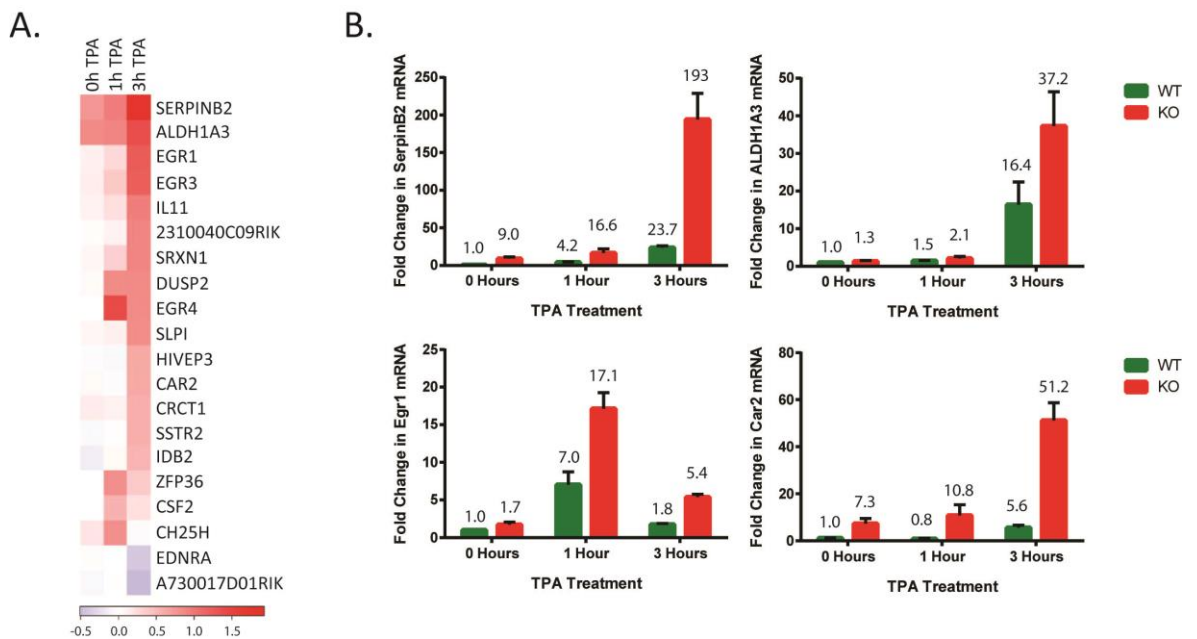 A.
0h TPA
1h TPA
3h TPA
SERPINB2
ALDH1A3
EGR1
EGR3
IL11
2310040C09RIK
SRXN1
DUSP2
EGR4
SLPI
HIVEP3
CAR2
CRCT1
SSTR2
IDB2
ZFP36
CSF2
CH25H
EDNRA
A730017D01RIK
-0.5 0.0 0.5 1.0 1.5
B.
Fold Change in SerpinB2 mRNA
250
200
150
100
50
0
1.0 9.0 4.2 16.6 23.7 193
0 Hours 1 Hour 3 Hours
TPA Treatment
Fold Change in ALDH1A3 mRNA
50
40
30
20
10
0
1.0 1.3 1.5 2.1 16.4 37.2
0 Hours 1 Hour 3 Hours
TPA Treatment
WT
KO
Fold Change in Egr1 mRNA
25
20
15
10
5
0
1.0 1.7 7.0 17.1 1.8 5.4
0 Hours 1 Hour 3 Hours
TPA Treatment
Fold Change in Car2 mRNA
80
60
40
20
0
1.0 7.3 0.8 10.8 5.6 51.2
0 Hours 1 Hour 3 Hours
TPA Treatment
WT
KO